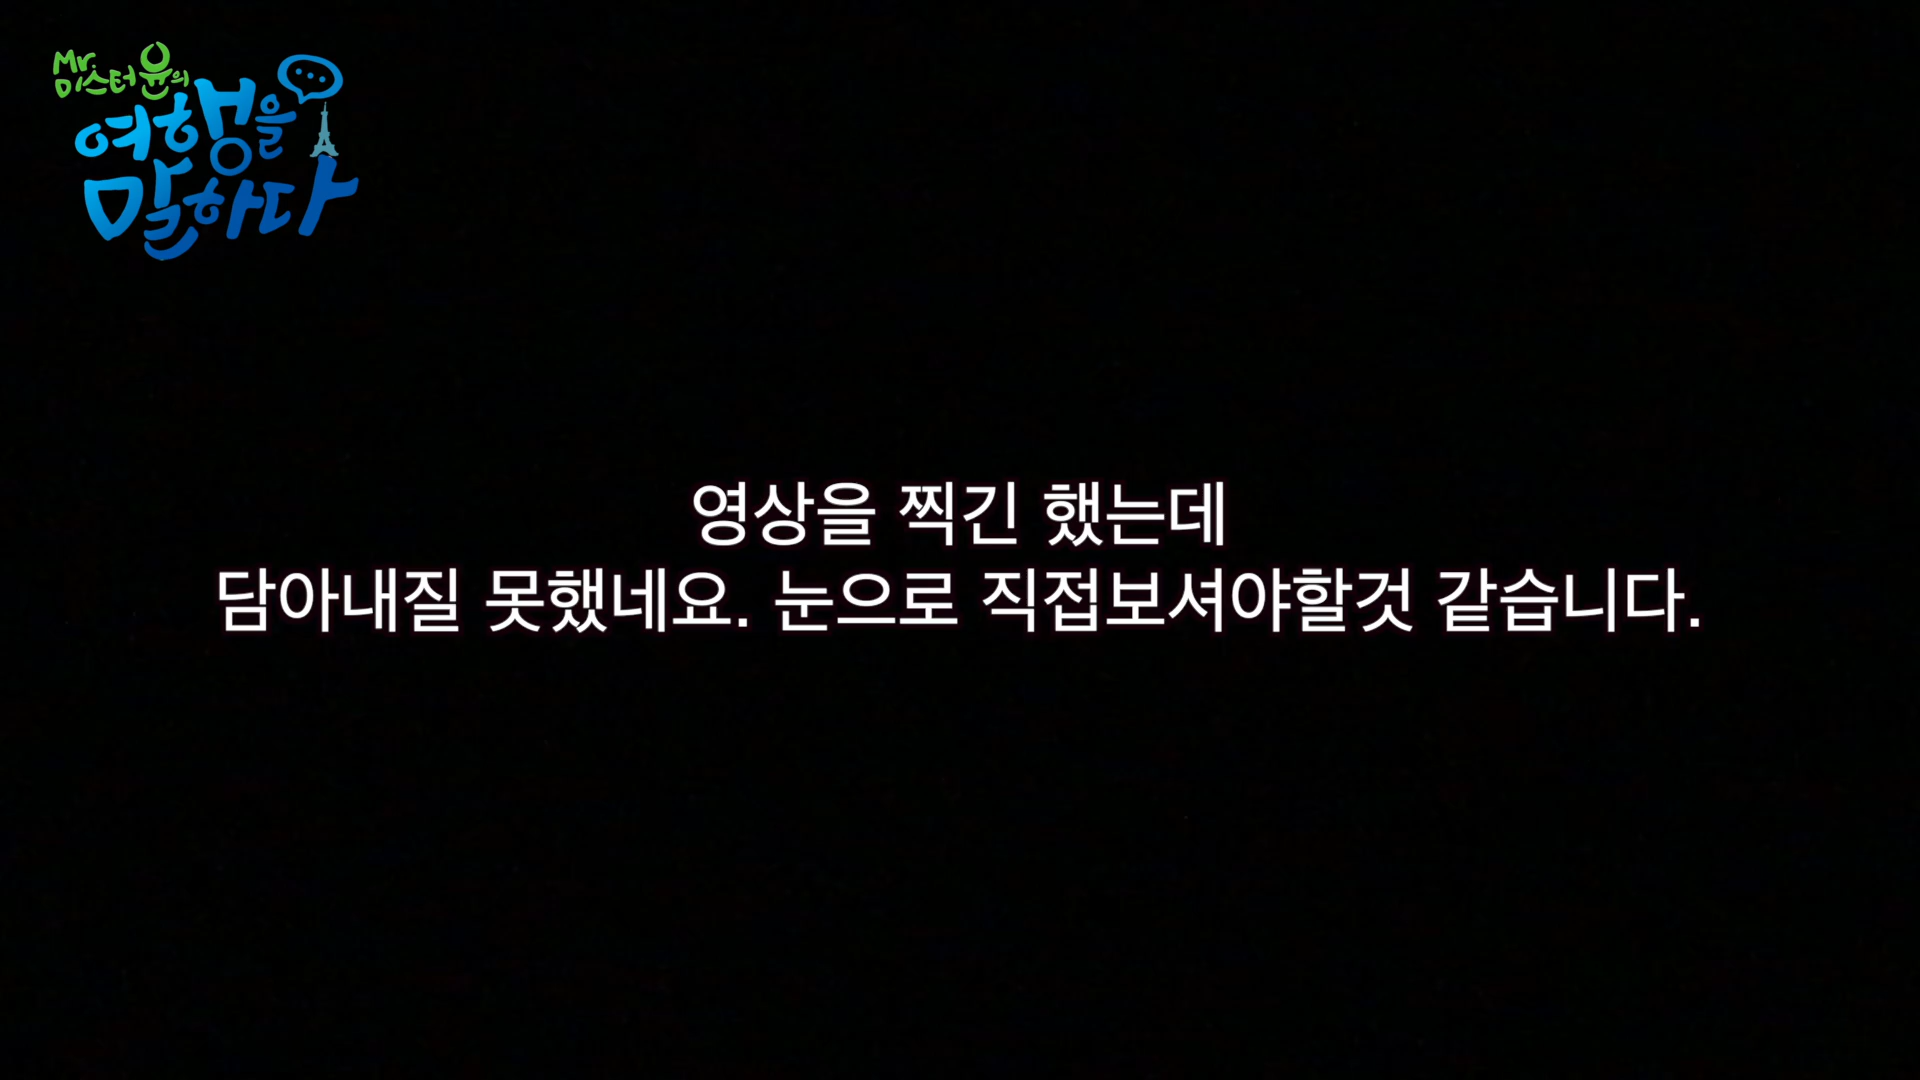 Mr.
미스터 윤의
여행을
말하다
영상을 찍긴 했는데
담아내질 못했네요. 눈으로 직접보셔야할것 같습니다.